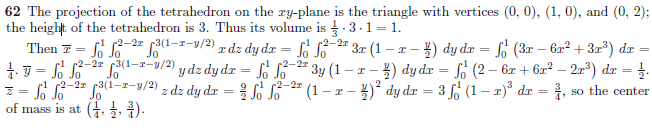 62 The projection of the tetrahedron on the xy-plane is the triangle with vertices (0, 0), (1, 0), and (0, 2);
the height of the tetrahedron is 3. Thus its volume is 1/3 · 3 · 1 = 1.
Then x̅ = ∫₀¹ ∫₀^{2−2x} ∫₀^{3(1−x−y/2)} x dz dy dx = ∫₀¹ ∫₀^{2−2x} 3x (1 − x − y/2) dy dx = ∫₀¹ (3x − 6x² + 3x³) dx =
1/4. y̅ = ∫₀¹ ∫₀^{2−2x} ∫₀^{3(1−x−y/2)} y dz dy dx = ∫₀¹ ∫₀^{2−2x} 3y (1 − x − y/2) dy dx = ∫₀¹ (2 − 6x + 6x² − 2x³) dx = 1/2.
z̅ = ∫₀¹ ∫₀^{2−2x} ∫₀^{3(1−x−y/2)} z dz dy dx = 9/2 ∫₀¹ ∫₀^{2−2x} (1 − x − y/2)² dy dx = 3 ∫₀¹ (1 − x)³ dx = 3/4, so the center
of mass is at (1/4, 1/2, 3/4).